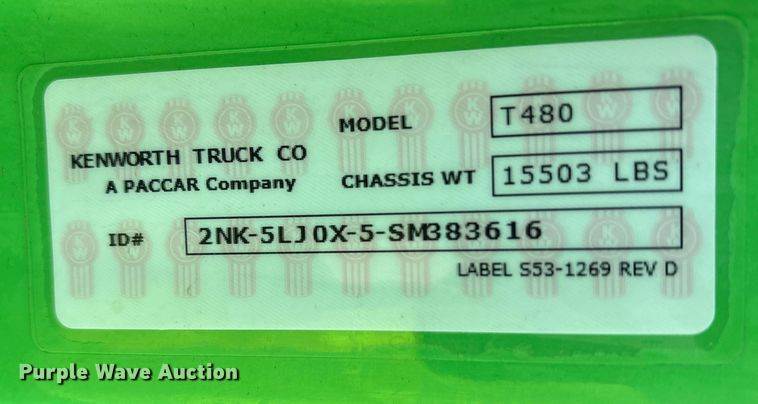 KENWORTH TRUCK CO
A PACCAR Company
MODEL T480
CHASSIS WT 15503 LBS
ID# 2NK-5LJ0X-5-SM383616
LABEL S53-1269 REV D
Purple Wave Auction